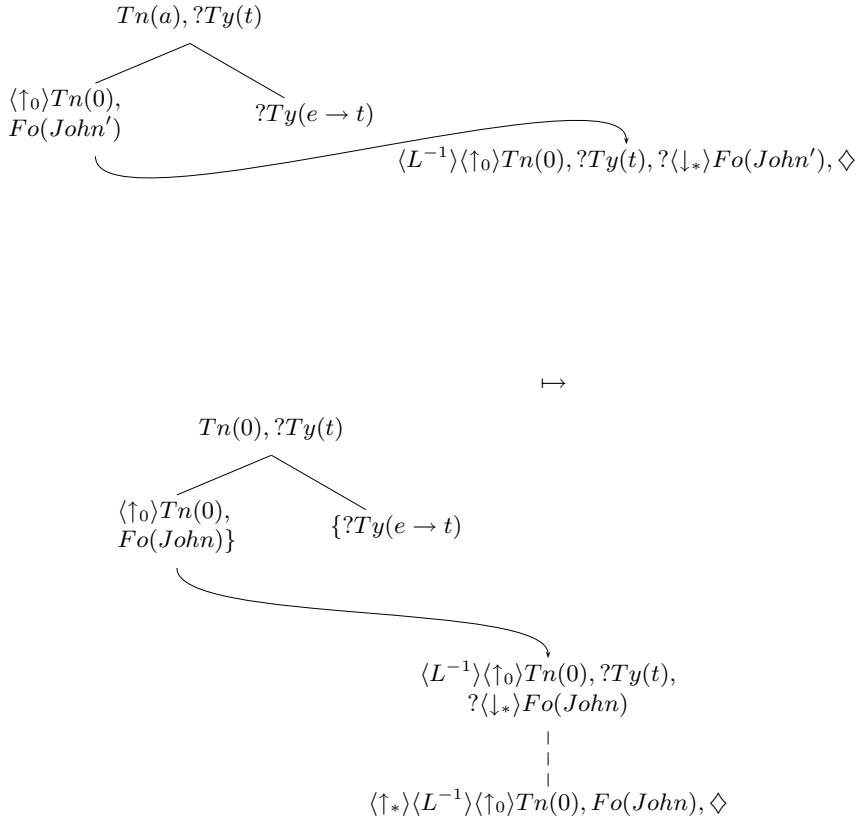 Tn(a), ?Ty(t)
⟨↑₀⟩Tn(0),
Fo(John′)
?Ty(e → t)
⟨L⁻¹⟩⟨↑₀⟩Tn(0), ?Ty(t), ?⟨↓∗⟩Fo(John′), ♢
⟼
Tn(0), ?Ty(t)
⟨↑₀⟩Tn(0),
Fo(John)}
{?Ty(e → t)
⟨L⁻¹⟩⟨↑₀⟩Tn(0), ?Ty(t),
?⟨↓∗⟩Fo(John)
⟨↑∗⟩⟨L⁻¹⟩⟨↑₀⟩Tn(0), Fo(John), ♢